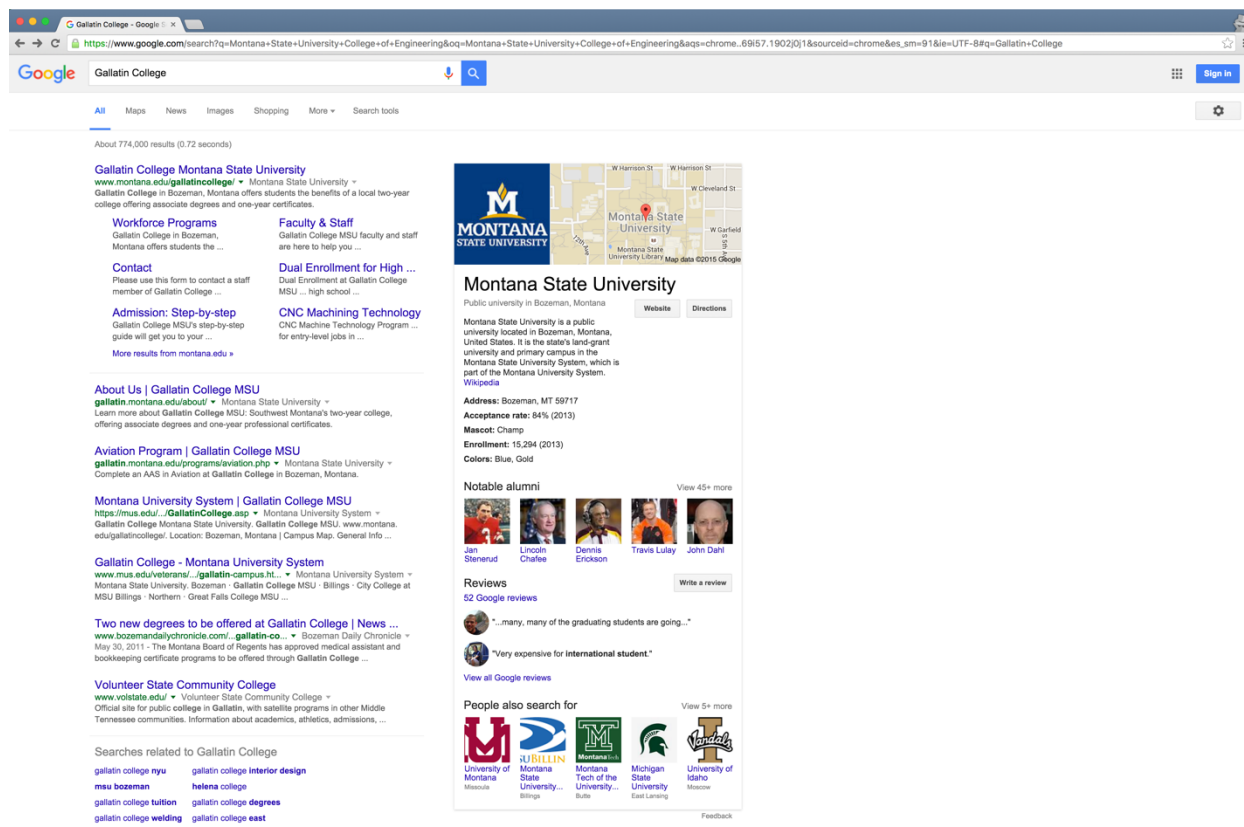 Gallatin College - Google S
https://www.google.com/search?q=Montana+State+University+College+of+Engineering&oq=Montana+State+University+College+of+Engineering&aqs=chrome..69i57.1902j0j1&sourceid=chrome&es_sm=91&ie=UTF-8#q=Gallatin+College
Google
Gallatin College
Sign in
All Maps News Images Shopping More Search tools
About 774,000 results (0.72 seconds)
Gallatin College Montana State University
www.montana.edu/gallatincollege/ Montana State University
Gallatin College in Bozeman, Montana offers students the benefits of a local two-year
college offering associate degrees and one-year certificates.
Workforce Programs
Gallatin College in Bozeman,
Montana offers students the ...
Faculty & Staff
Gallatin College MSU faculty and staff
are here to help you ...
Contact
Please use this form to contact a staff
member of Gallatin College ...
Dual Enrollment for High ...
Dual Enrollment at Gallatin College
MSU ... high school ...
Admission: Step-by-step
Gallatin College MSU's step-by-step
guide will get you to your ...
CNC Machining Technology
CNC Machine Technology Program ...
for entry-level jobs in ...
More results from montana.edu »
About Us | Gallatin College MSU
gallatin.montana.edu/about/ Montana State University
Learn more about Gallatin College MSU: Southwest Montana's two-year college,
offering associate degrees and one-year professional certificates.
Aviation Program | Gallatin College MSU
gallatin.montana.edu/programs/aviation.php Montana State University
Complete an AAS in Aviation at Gallatin College in Bozeman, Montana.
Montana University System | Gallatin College MSU
https://mus.edu/.../GallatinCollege.asp Montana University System
Gallatin College Montana State University. Gallatin College MSU. www.montana.
edu/gallatincollege/. Location: Bozeman, Montana | Campus Map. General Info ...
Gallatin College - Montana University System
www.mus.edu/veterans/.../gallatin-campus.ht... Montana University System
Montana State University. Bozeman · Gallatin College MSU · Billings · City College at
MSU Billings · Northern · Great Falls College MSU ...
Two new degrees to be offered at Gallatin College | News ...
www.bozemandailychronicle.com/...gallatin-co... Bozeman Daily Chronicle
May 30, 2011 - The Montana Board of Regents has approved medical assistant and
bookkeeping certificate programs to be offered through Gallatin College ...
Volunteer State Community College
www.volstate.edu/ Volunteer State Community College
Official site for public college in Gallatin, with satellite programs in other Middle
Tennessee communities. Information about academics, athletics, admissions, ...
Searches related to Gallatin College
gallatin college nyu gallatin college interior design
msu bozeman helena college
gallatin college tuition gallatin college degrees
gallatin college welding gallatin college east
M
MONTANA
STATE UNIVERSITY
W Harrison St W Harrison St
W Cleveland St
Montana State
University
W Garfield
S 5th Ave
12th Ave
Montana State
University Library
Map data ©2015 Google
Montana State University
Public university in Bozeman, Montana
Website Directions
Montana State University is a public
university located in Bozeman, Montana,
United States. It is the state's land-grant
university and primary campus in the
Montana State University System, which is
part of the Montana University System.
Wikipedia
Address: Bozeman, MT 59717
Acceptance rate: 84% (2013)
Mascot: Champ
Enrollment: 15,294 (2013)
Colors: Blue, Gold
Notable alumni View 45+ more
Jan
Stenerud
Lincoln
Chafee
Dennis
Erickson
Travis Lulay
John Dahl
Reviews Write a review
52 Google reviews
"...many, many of the graduating students are going..."
"Very expensive for international student."
View all Google reviews
People also search for View 5+ more
M
SUBILLIN
M
MontanaTech
Vandals
University of
Montana
Missoula
Montana
State
University...
Billings
Montana
Tech of the
University...
Butte
Michigan
State
University
East Lansing
University of
Idaho
Moscow
Feedback